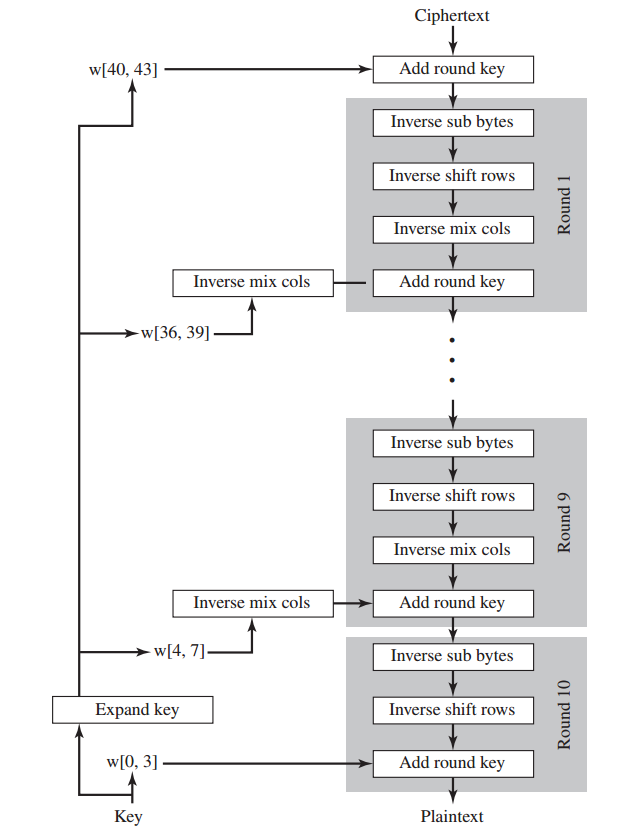 Ciphertext
w[40, 43]
Add round key
Inverse sub bytes
Inverse shift rows
Round 1
Inverse mix cols
Inverse mix cols
Add round key
w[36, 39]
Inverse sub bytes
Inverse shift rows
Round 9
Inverse mix cols
Inverse mix cols
Add round key
w[4, 7]
Inverse sub bytes
Expand key
Inverse shift rows
Round 10
w[0, 3]
Add round key
Key
Plaintext